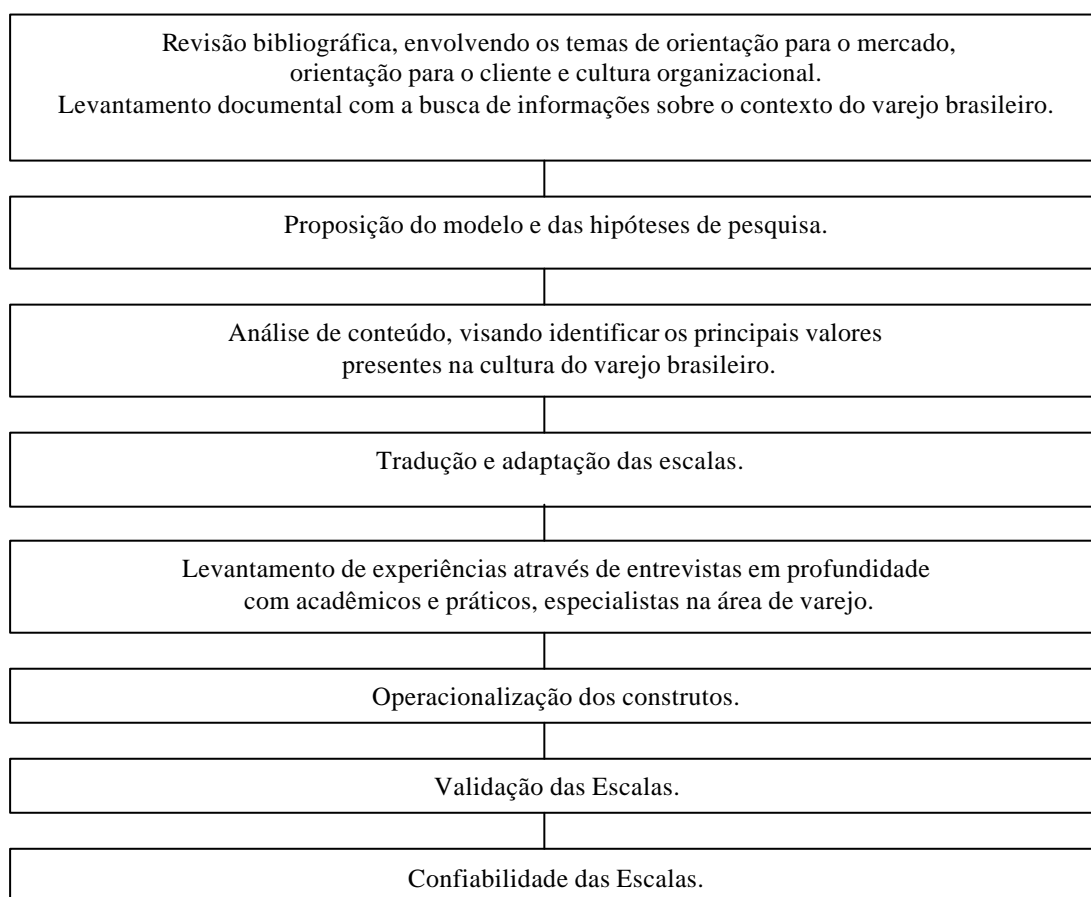 Revisão bibliográfica, envolvendo os temas de orientação para o mercado,
orientação para o cliente e cultura organizacional.
Levantamento documental com a busca de informações sobre o contexto do varejo brasileiro.
Proposição do modelo e das hipóteses de pesquisa.
Análise de conteúdo, visando identificar os principais valores
presentes na cultura do varejo brasileiro.
Tradução e adaptação das escalas.
Levantamento de experiências através de entrevistas em profundidade
com acadêmicos e práticos, especialistas na área de varejo.
Operacionalização dos construtos.
Validação das Escalas.
Confiabilidade das Escalas.